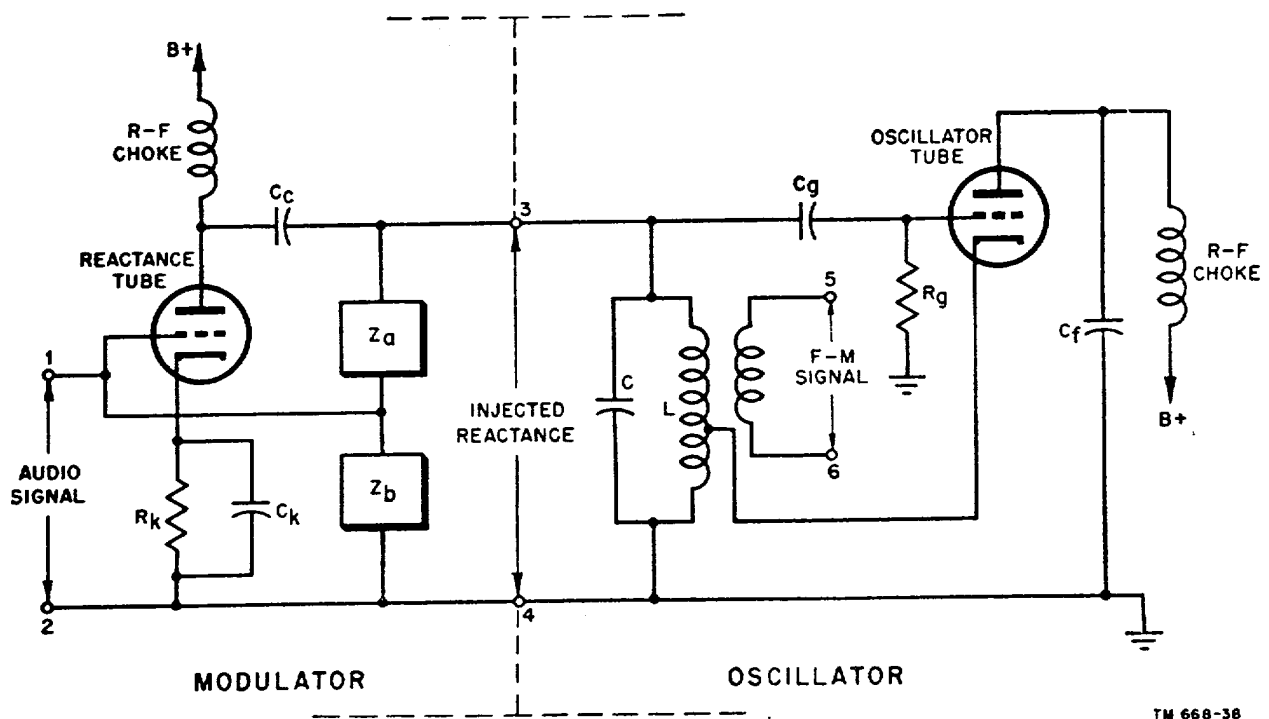 B+
R-F
CHOKE
Cc
REACTANCE
TUBE
Za
1
AUDIO
SIGNAL
Rk
Ck
Zb
2
3
INJECTED
REACTANCE
4
OSCILLATOR
TUBE
Cg
Rg
5
F-M
SIGNAL
6
C
L
Cf
R-F
CHOKE
B+
MODULATOR
OSCILLATOR
TM 668-38